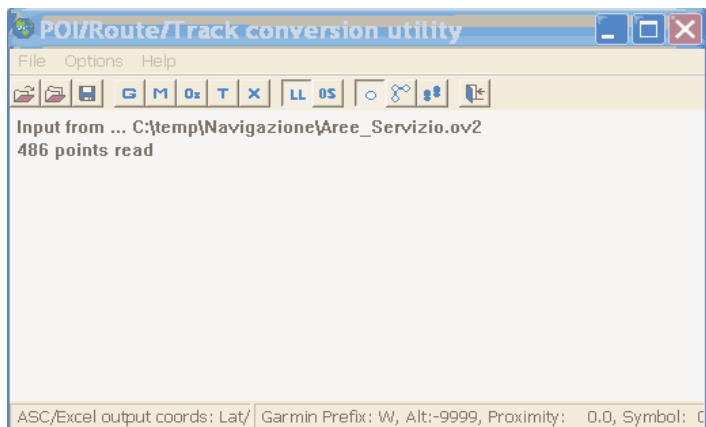 POI/Route/Track conversion utility
File Options Help
G M Oz T X LL OS
Input from ... C:\temp\Navigazione\Aree_Servizio.ov2
486 points read
ASC/Excel output coords: Lat/ Garmin Prefix: W, Alt:-9999, Proximity: 0.0, Symbol: